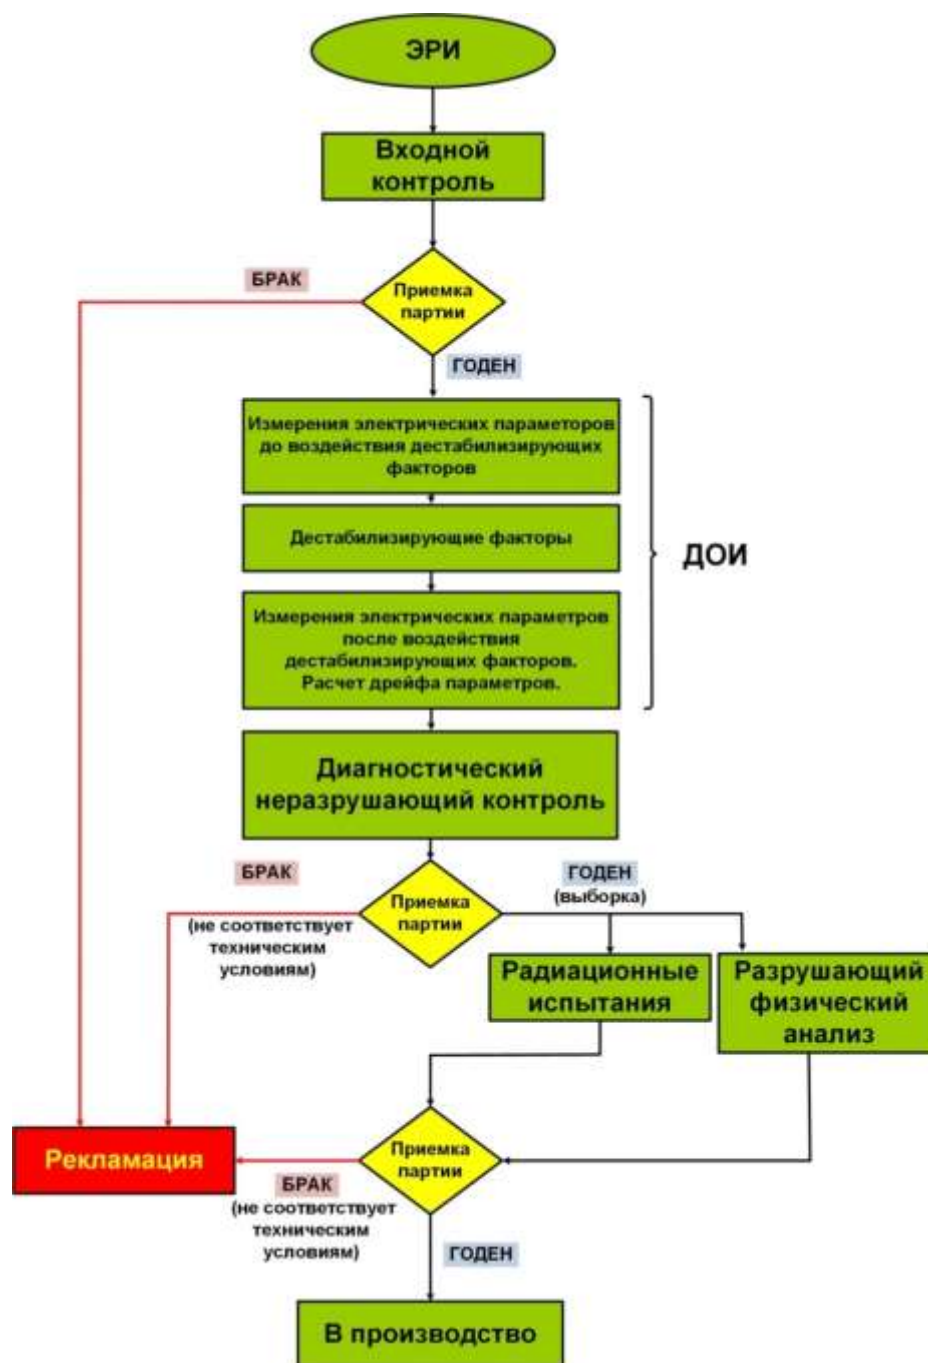 ЭРИ
Входной
контроль
БРАК
Приемка
партии
ГОДЕН
Измерения электрических параметоров
до воздействия дестабилизирующих
факторов
Дестабилизирующие факторы
ДОИ
Измерения электрических параметров
после воздействия
дестабилизирующих факторов.
Расчет дрейфа параметров.
Диагностический
неразрушающий контроль
БРАК
(не соответствует
техническим
условиям)
Приемка
партии
ГОДЕН
(выборка)
Радиационные
испытания
Разрушающий
физический
анализ
Рекламация
Приемка
партии
БРАК
(не соответствует
техническим
условиям)
ГОДЕН
В производство